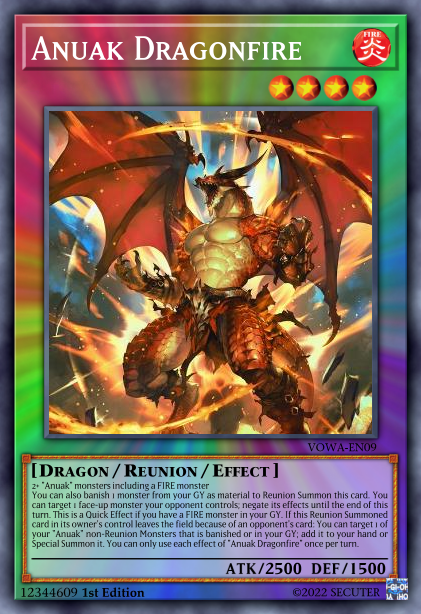 ANUAK DRAGONFIRE
FIRE
炎
VOWA-EN09
[DRAGON / REUNION / EFFECT]
2+ "Anuak" monsters including a FIRE monster
You can also banish 1 monster from your GY as material to Reunion Summon this card. You
can target 1 face-up monster your opponent controls; negate its effects until the end of this
turn. This is a Quick Effect if you have a FIRE monster in your GY. If this Reunion Summoned
card in its owner's control leaves the field because of an opponent's card: You can target 1 of
your "Anuak" non-Reunion Monsters that is banished or in your GY; add it to your hand or
Special Summon it. You can only use each effect of "Anuak Dragonfire" once per turn.
ATK/2500 DEF/1500
12344609 1st Edition ©2022 SECUTER